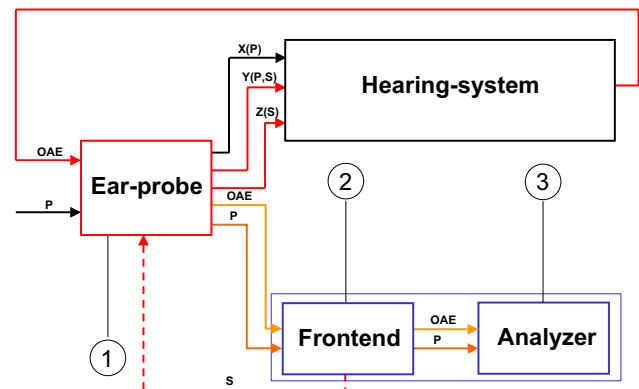 X(P)
Y(P,S)
Hearing-system
Z(S)
OAE
Ear-probe
OAE
P
P
2
3
OAE
Frontend
Analyzer
P
1
S